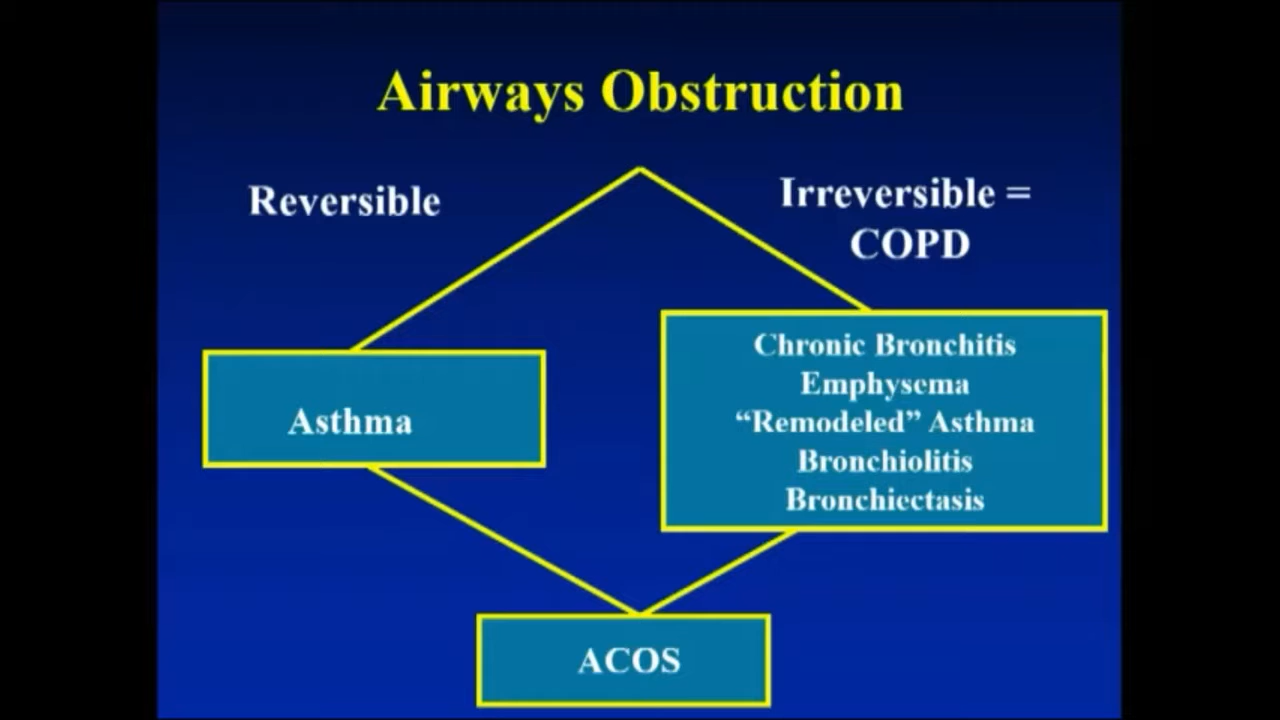 Airways Obstruction
Reversible
Irreversible =
COPD
Asthma
Chronic Bronchitis
Emphysema
“Remodeled” Asthma
Bronchiolitis
Bronchiectasis
ACOS